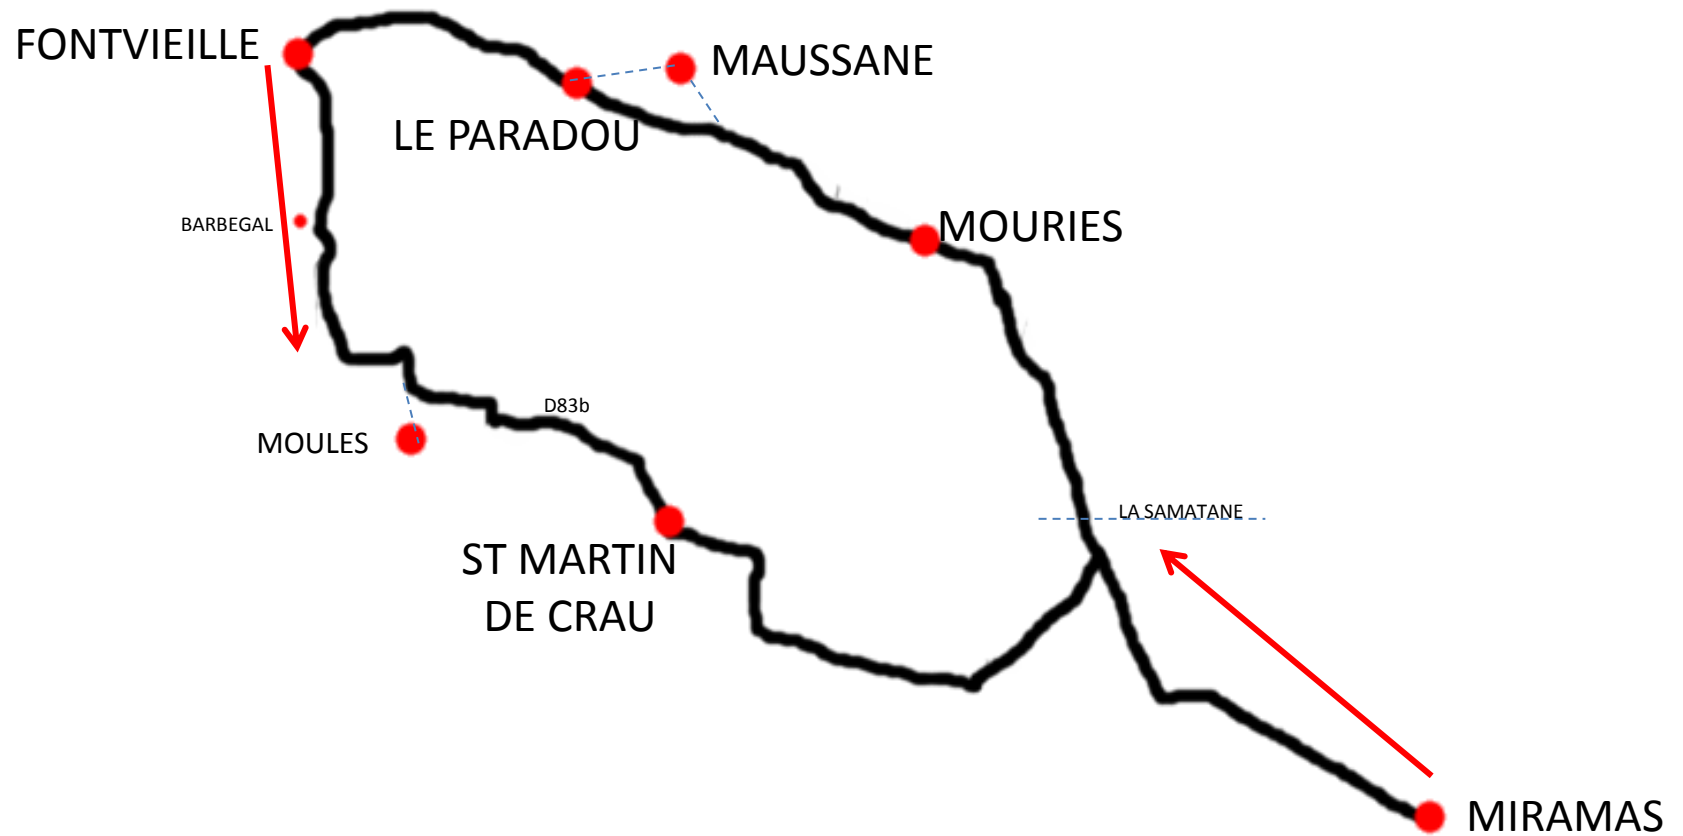 FONTVIEILLE
MAUSSANE
LE PARADOU
BARBEGAL
MOURIES
D83b
MOULES
LA SAMATANE
ST MARTIN
DE CRAU
MIRAMAS